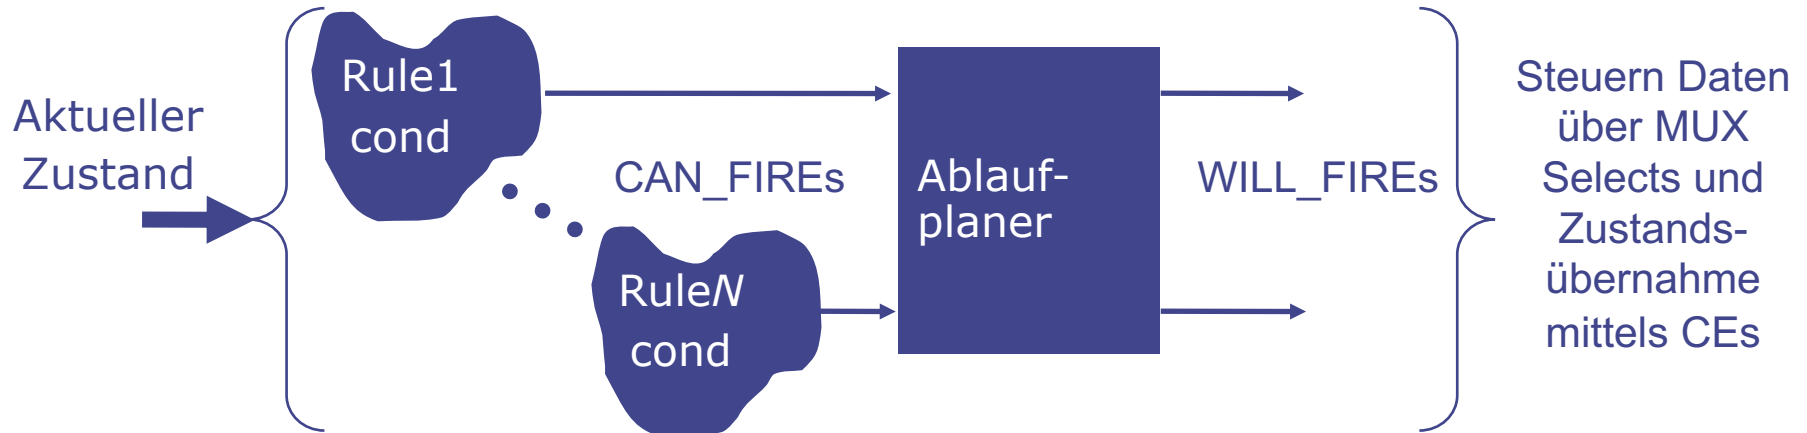 Aktueller
Zustand
Rule1
cond
CAN_FIREs
RuleN
cond
Ablauf-
planer
WILL_FIREs
Steuern Daten
über MUX
Selects und
Zustands-
übernahme
mittels CEs